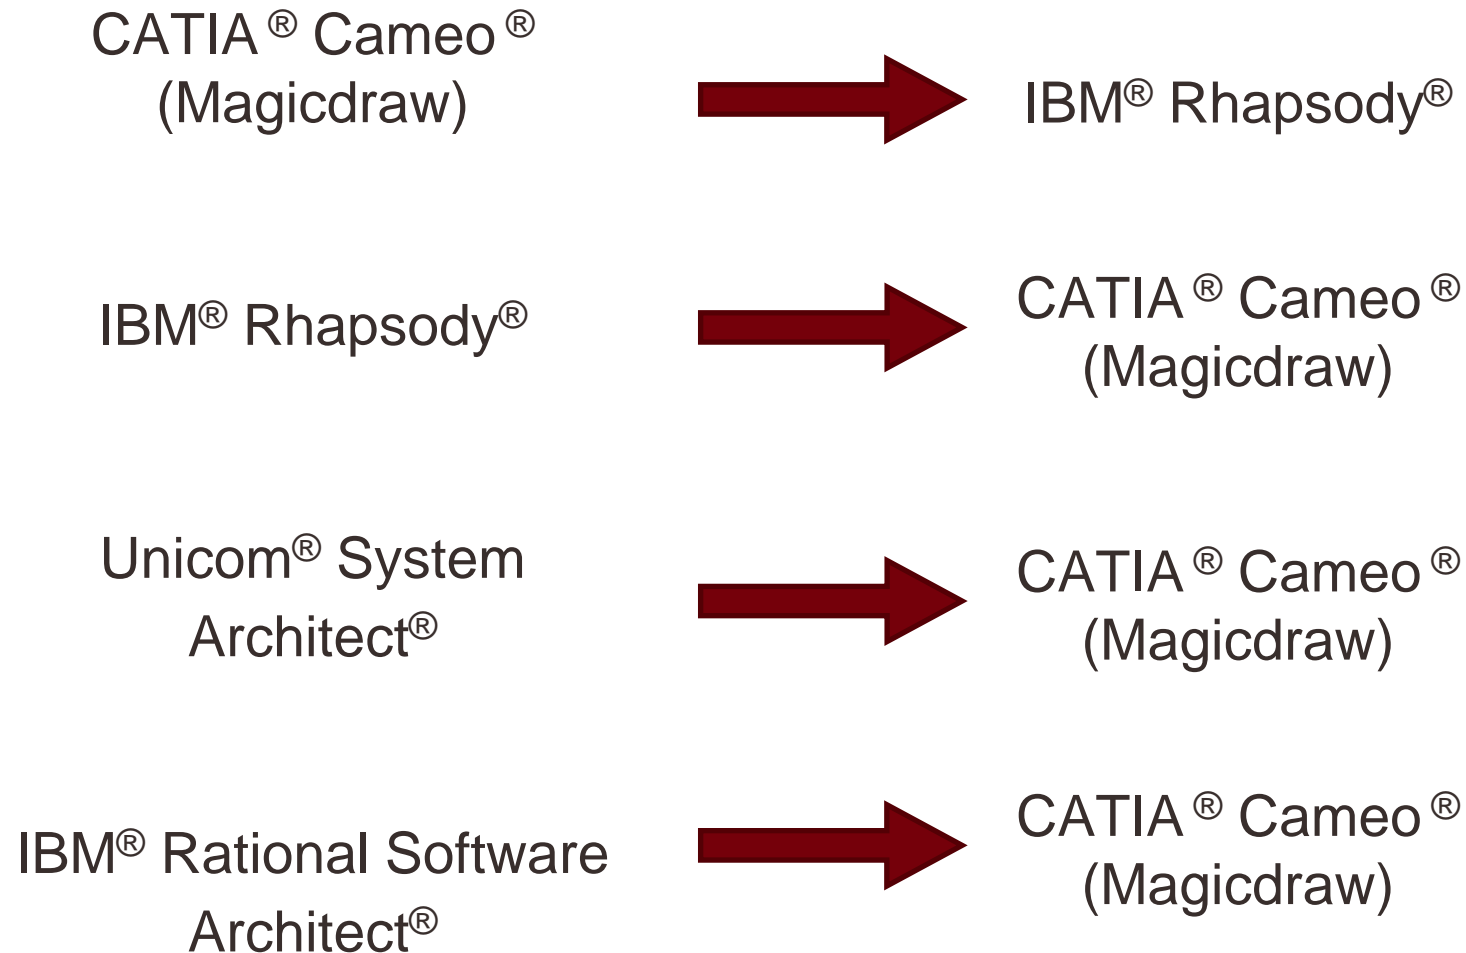 CATIA ® Cameo ®
(Magicdraw)
IBM® Rhapsody®
IBM® Rhapsody®
CATIA ® Cameo ®
(Magicdraw)
Unicom® System
Architect®
CATIA ® Cameo ®
(Magicdraw)
IBM® Rational Software
Architect®
CATIA ® Cameo ®
(Magicdraw)